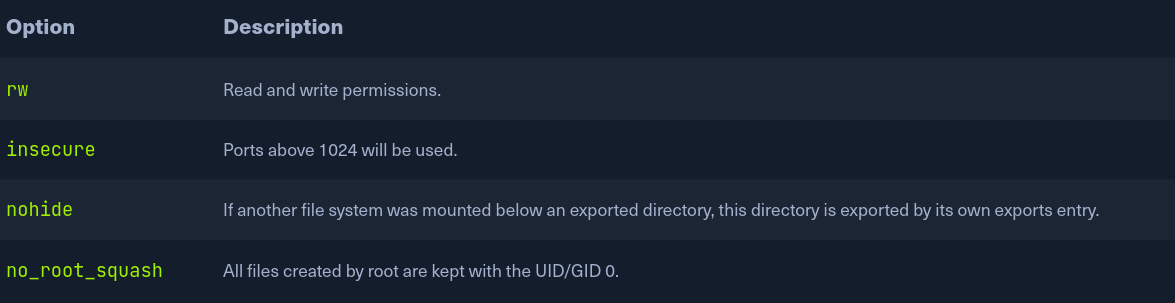 Option Description
rw Read and write permissions.
insecure Ports above 1024 will be used.
nohide If another file system was mounted below an exported directory, this directory is exported by its own exports entry.
no_root_squash All files created by root are kept with the UID/GID 0.